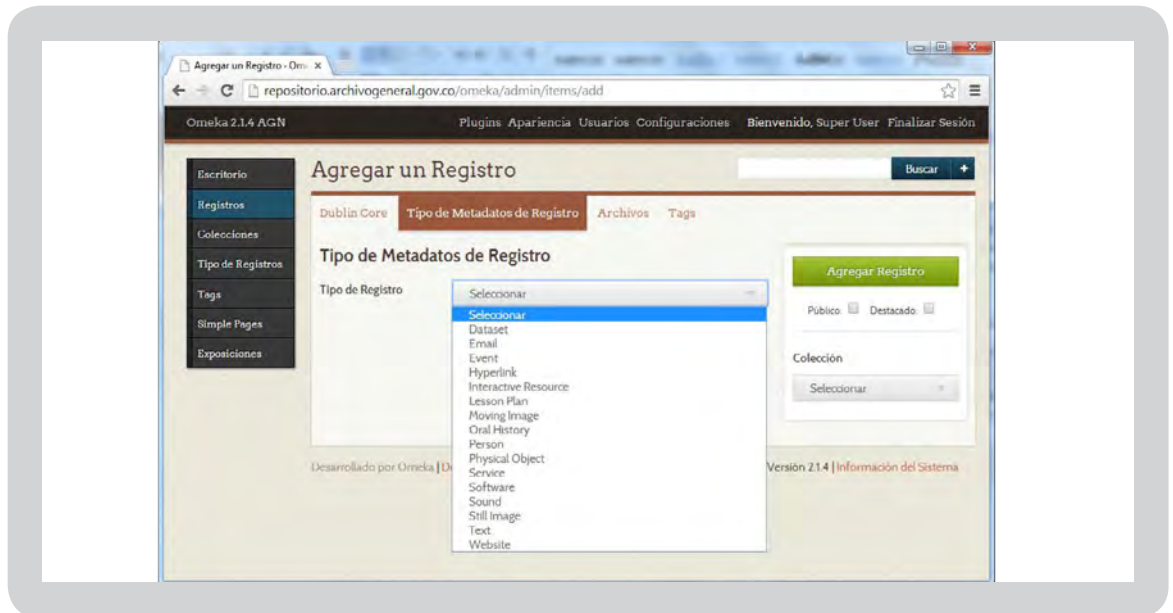 Agregar un Registro - Om x
repositorio.archivogeneral.gov.co/omeka/admin/items/add
Omeka 2.1.4 AGN Plugins Apariencia Usuarios Configuraciones Bienvenido, Super User Finalizar Sesión
Escritorio
Registros
Colecciones
Tipo de Registros
Tags
Simple Pages
Exposiciones
Agregar un Registro
Buscar +
Dublin Core Tipo de Metadatos de Registro Archivos Tags
Tipo de Metadatos de Registro
Tipo de Registro Seleccionar
Seleccionar
Dataset
Email
Event
Hyperlink
Interactive Resource
Lesson Plan
Moving Image
Oral History
Person
Physical Object
Service
Software
Sound
Still Image
Text
Website
Agregar Registro
Público Destacado
Colección
Seleccionar
Desarrollado por Omeka | D
Versión 2.1.4 | Información del Sistema